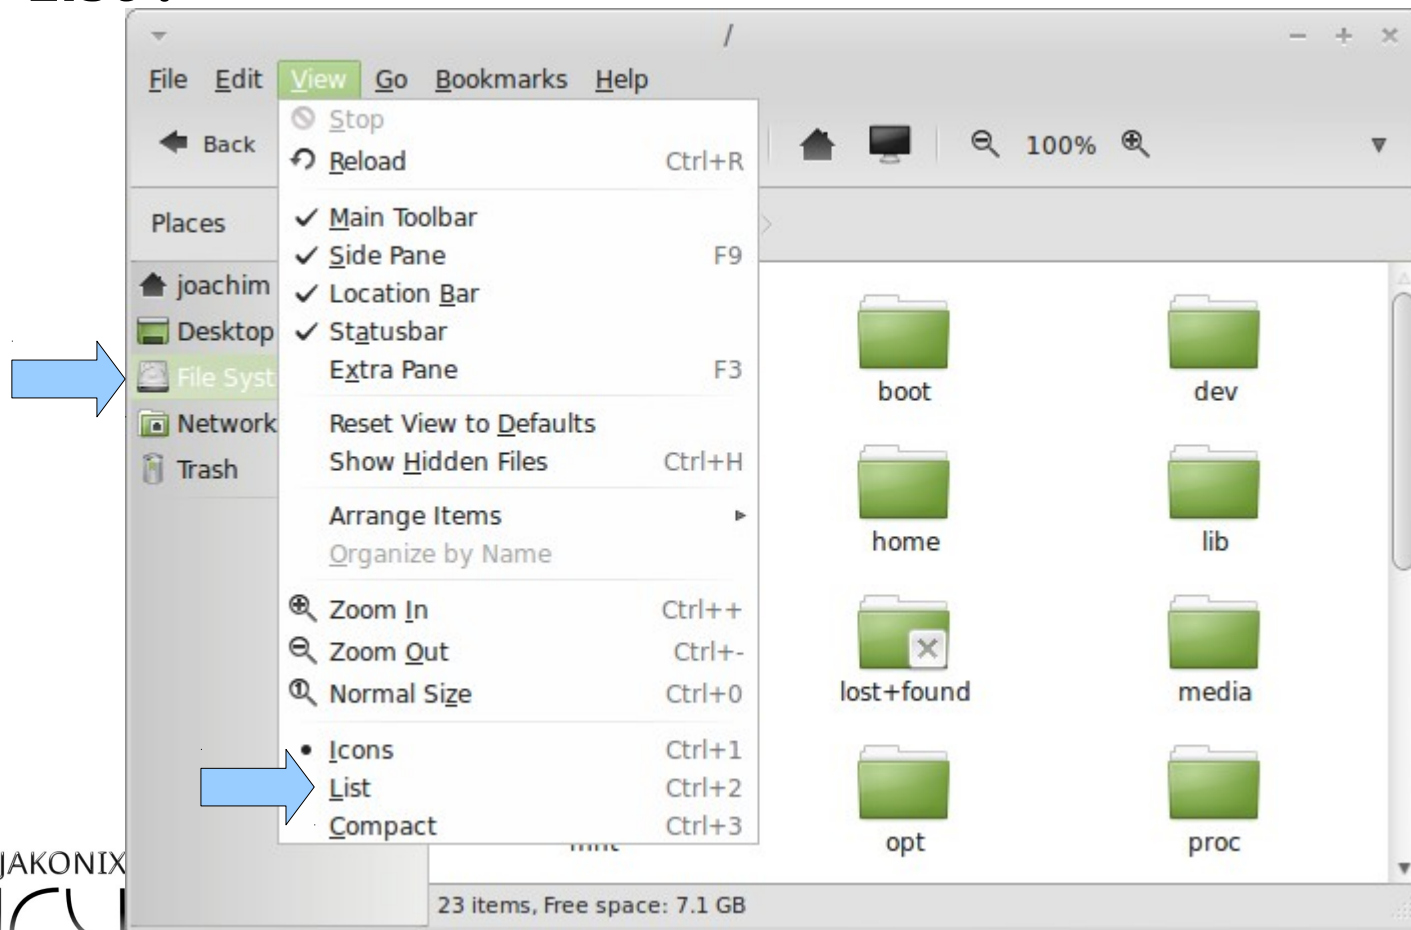 /
File Edit View Go Bookmarks Help
Back 100%
Stop
Reload Ctrl+R
Main Toolbar
Side Pane F9
Location Bar
Statusbar
Extra Pane F3
Reset View to Defaults
Show Hidden Files Ctrl+H
Arrange Items
Organize by Name
Zoom In Ctrl++
Zoom Out Ctrl+-
Normal Size Ctrl+0
Icons Ctrl+1
List Ctrl+2
Compact Ctrl+3
Places
joachim
Desktop
File Syst
Network
Trash
boot dev
home lib
lost+found media
opt proc
23 items, Free space: 7.1 GB
JAKONIX